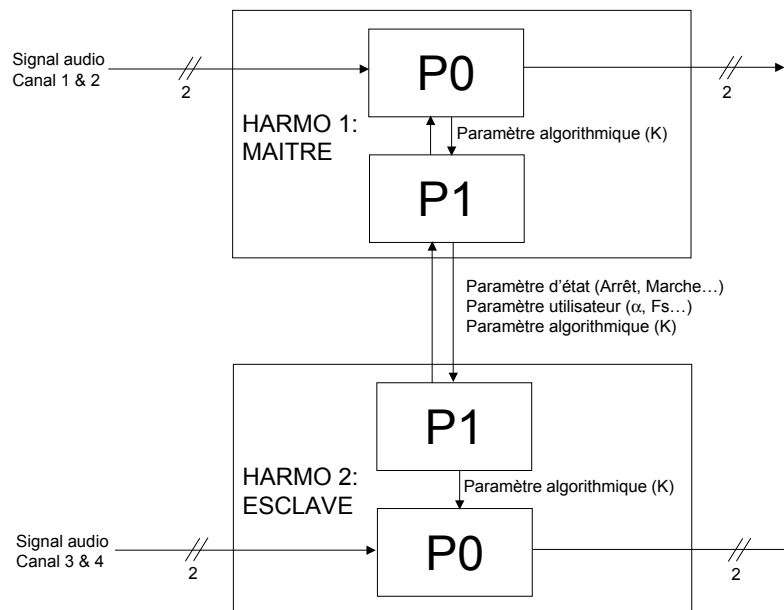 Signal audio
Canal 1 & 2
2
P0
2
HARMO 1:
MAITRE
Paramètre algorithmique (K)
P1
Paramètre d'état (Arrêt, Marche…)
Paramètre utilisateur (α, Fs…)
Paramètre algorithmique (K)
P1
HARMO 2:
ESCLAVE
Paramètre algorithmique (K)
Signal audio
Canal 3 & 4
2
P0
2